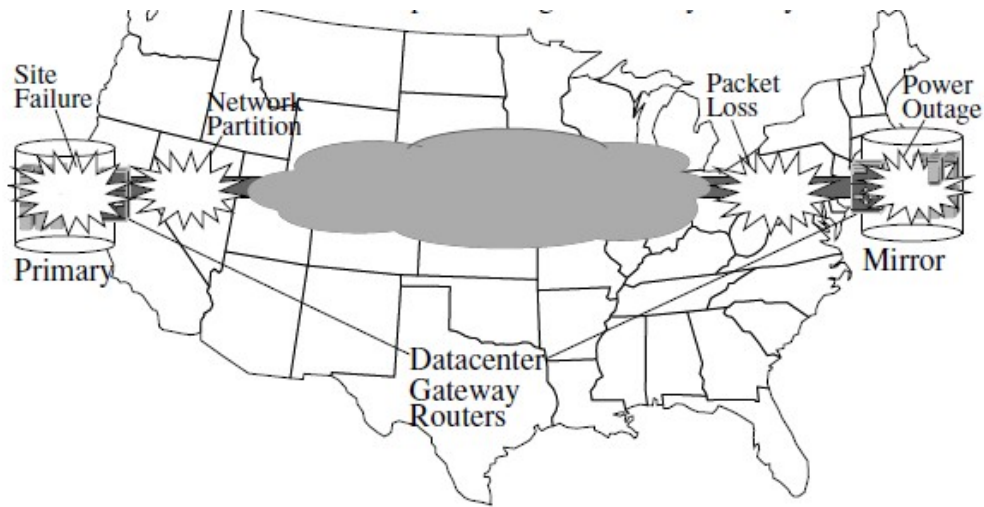 Site
Failure
Network
Partition
Packet
Loss
Power
Outage
Primary
Mirror
Datacenter
Gateway
Routers